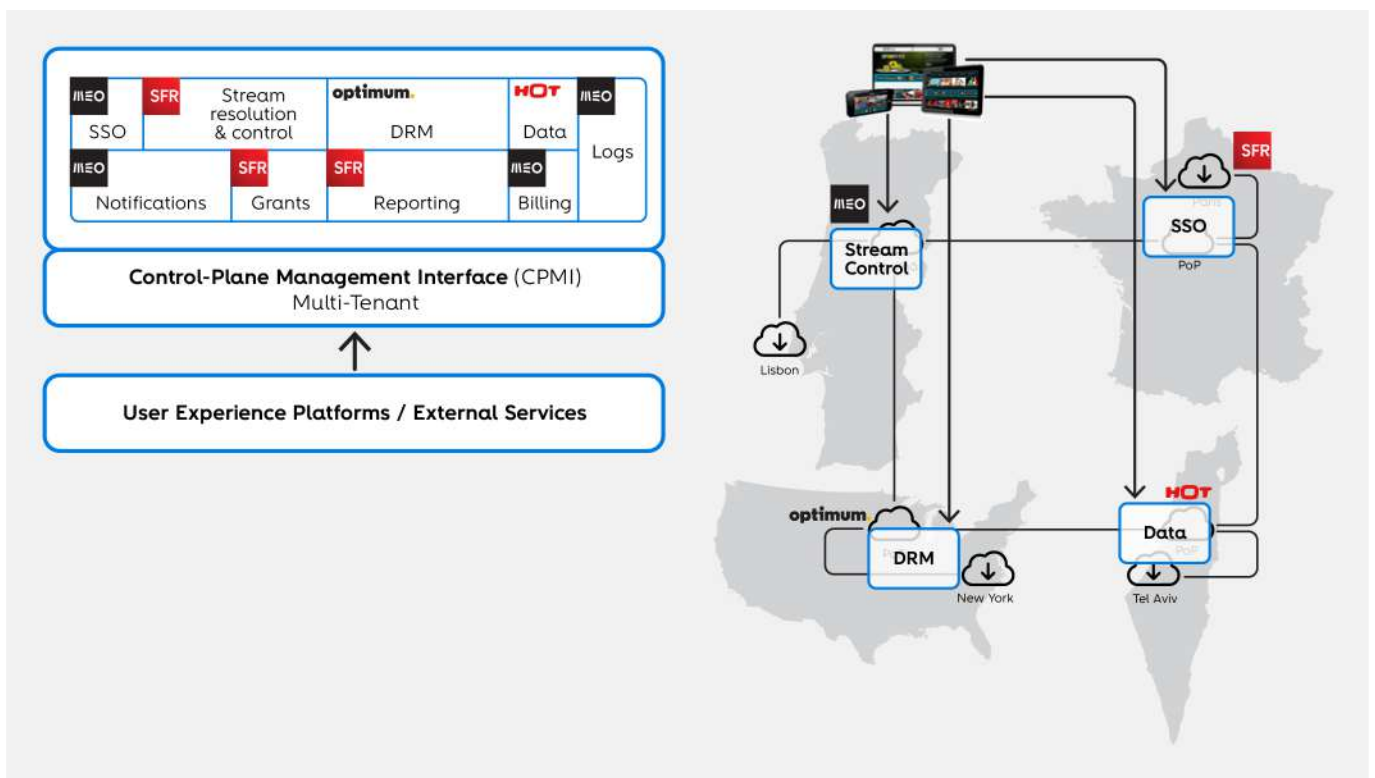 MEO
SSO
SFR
Stream
resolution
& control
optimum.
DRM
HOT
Data
MEO
Logs
MEO
Notifications
SFR
Grants
SFR
Reporting
MEO
Billing
Control-Plane Management Interface (CPMI)
Multi-Tenant
User Experience Platforms / External Services
MEO
Stream
Control
Lisbon
SFR
Paris
SSO
PoP
optimum.
DRM
New York
HOT
Data
PoP
Tel Aviv